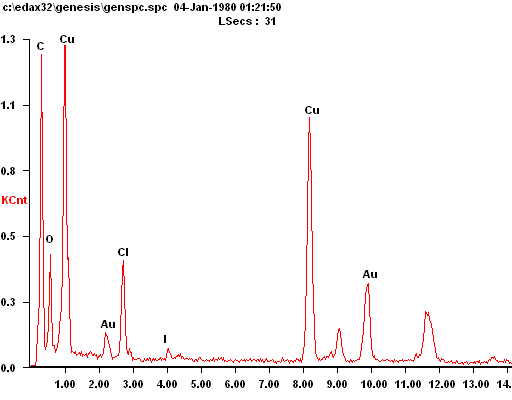 c:\edax32\genesis\genspc.spc 04-Jan-1980 01:21:50
LSecs : 31
1.3
C
Cu
1.1
Cu
0.8
KCnt
0.5
O
Cl
Au
0.3
Au
I
0.0
1.00 2.00 3.00 4.00 5.00 6.00 7.00 8.00 9.00 10.00 11.00 12.00 13.00 14.